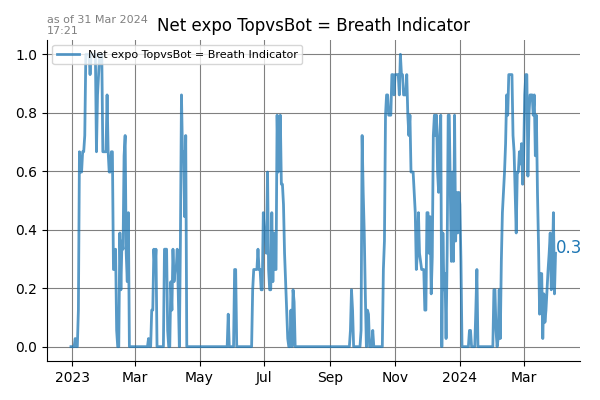 as of 31 Mar 2024
17:21
Net expo TopvsBot = Breath Indicator
Net expo TopvsBot = Breath Indicator
1.0
0.8
0.6
0.4
0.2
0.0
0.3
2023 Mar May Jul Sep Nov 2024 Mar